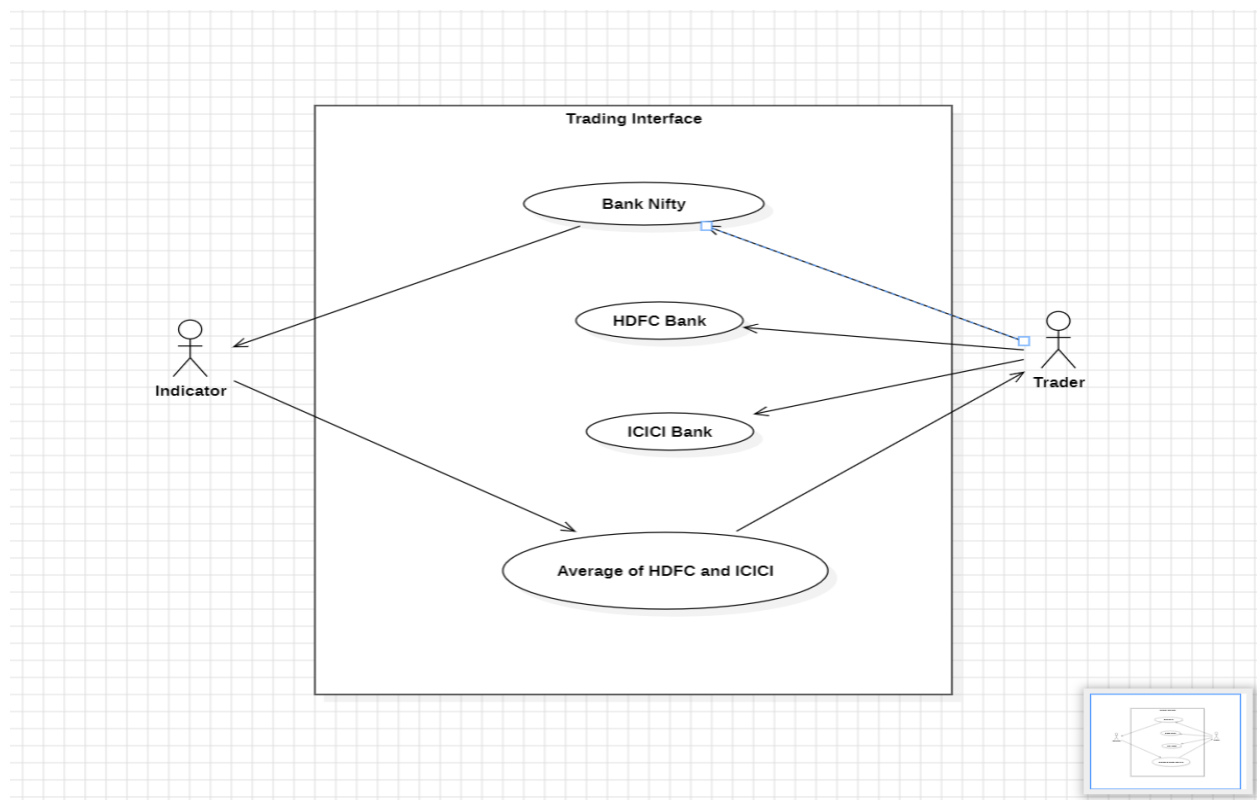 Trading Interface
Bank Nifty
HDFC Bank
Indicator
Trader
ICICI Bank
Average of HDFC and ICICI